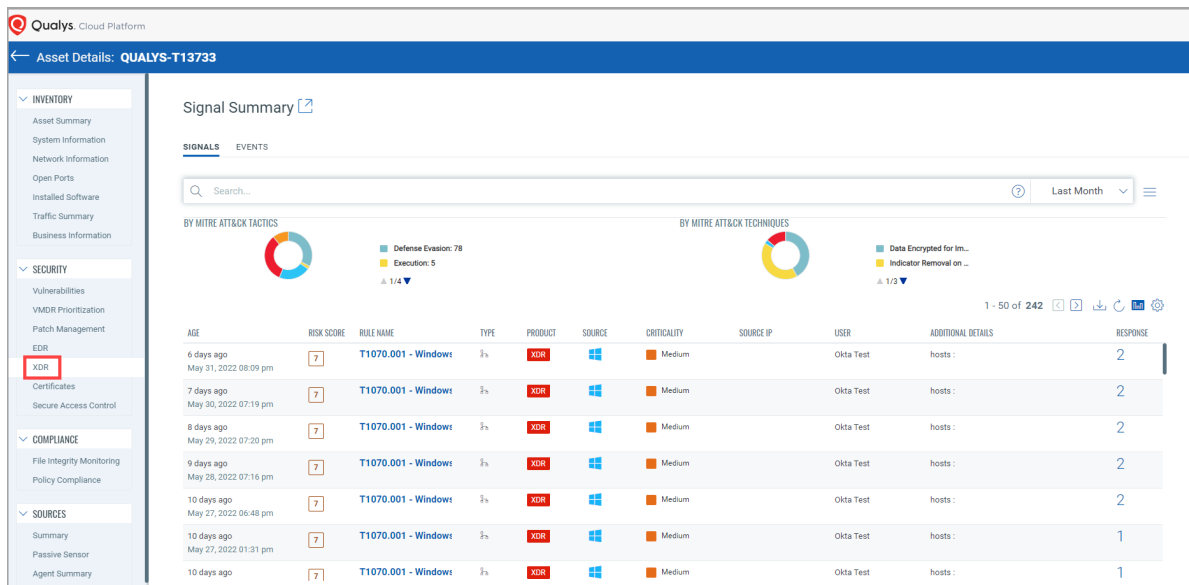 Qualys. Cloud Platform
Asset Details: QUALYS-T13733
INVENTORY
Asset Summary
System Information
Network Information
Open Ports
Installed Software
Traffic Summary
Business Information
SECURITY
Vulnerabilities
VMDR Prioritization
Patch Management
EDR
XDR
Certificates
Secure Access Control
COMPLIANCE
File Integrity Monitoring
Policy Compliance
SOURCES
Summary
Passive Sensor
Agent Summary
Signal Summary
SIGNALS EVENTS
Search... Last Month
BY MITRE ATT&CK TACTICS
Defense Evasion: 78
Execution: 5
1/4
BY MITRE ATT&CK TECHNIQUES
Data Encrypted for Im...
Indicator Removal on ...
1/3
1 - 50 of 242
AGE RISK SCORE RULE NAME TYPE PRODUCT SOURCE CRITICALITY SOURCE IP USER ADDITIONAL DETAILS RESPONSE
6 days ago 7 T1070.001 - Windows XDR Medium Okta Test hosts : 2
May 31, 2022 08:09 pm
7 days ago 7 T1070.001 - Windows XDR Medium Okta Test hosts : 2
May 30, 2022 07:19 pm
8 days ago 7 T1070.001 - Windows XDR Medium Okta Test hosts : 2
May 29, 2022 07:20 pm
9 days ago 7 T1070.001 - Windows XDR Medium Okta Test hosts : 2
May 28, 2022 07:16 pm
10 days ago 7 T1070.001 - Windows XDR Medium Okta Test hosts : 2
May 27, 2022 06:48 pm
10 days ago 7 T1070.001 - Windows XDR Medium Okta Test hosts : 1
May 27, 2022 01:31 pm
10 days ago 7 T1070.001 - Windows XDR Medium Okta Test hosts : 1